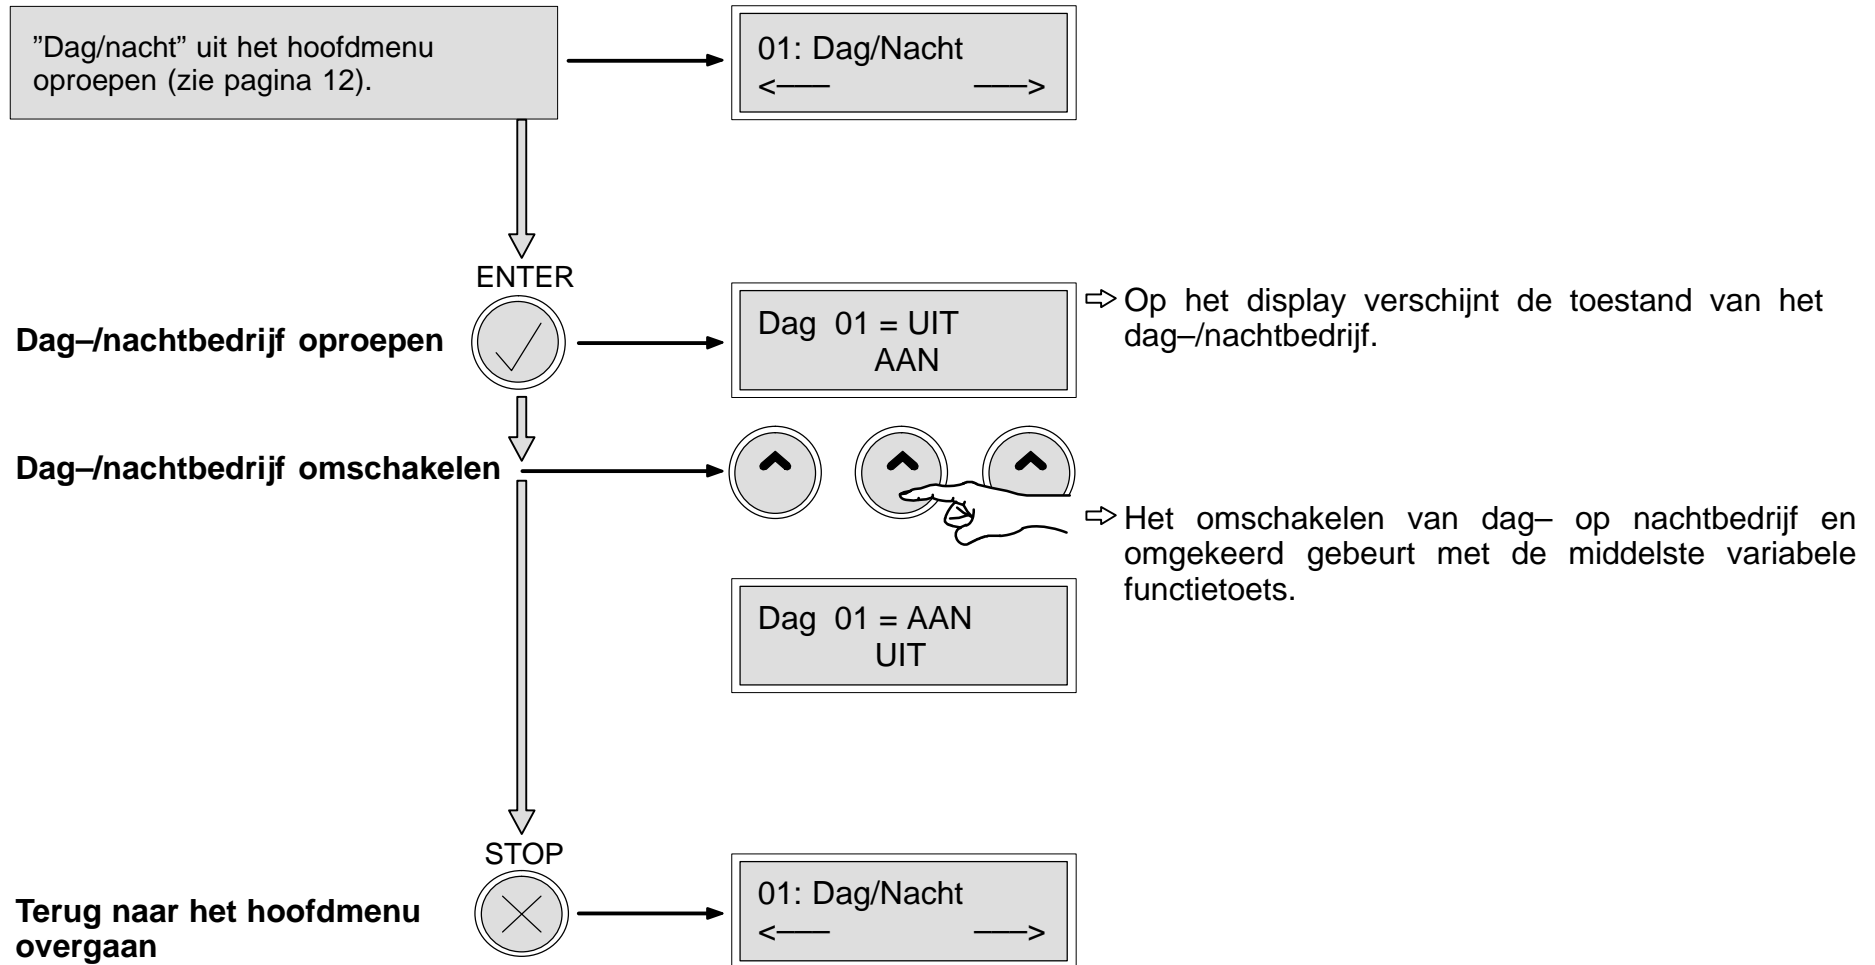 ”Dag/nacht” uit het hoofdmenu
oproepen (zie pagina 12).
01: Dag/Nacht
<––– –––>
ENTER
Dag–/nachtbedrijf oproepen
Dag 01 = UIT
AAN
Op het display verschijnt de toestand van het
dag–/nachtbedrijf.
Dag–/nachtbedrijf omschakelen
Het omschakelen van dag– op nachtbedrijf en
omgekeerd gebeurt met de middelste variabele
functietoets.
Dag 01 = AAN
UIT
STOP
Terug naar het hoofdmenu
overgaan
01: Dag/Nacht
<––– –––>